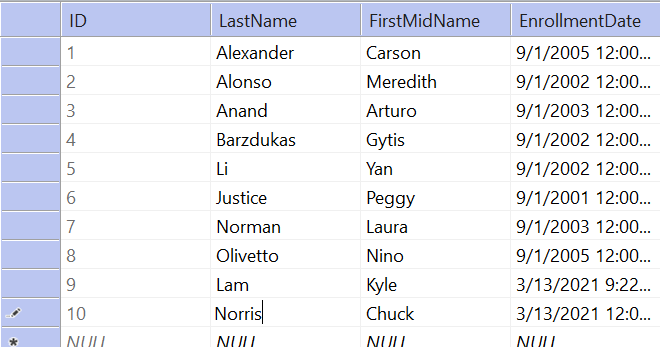 ID LastName FirstMidName EnrollmentDate
1 Alexander Carson 9/1/2005 12:00...
2 Alonso Meredith 9/1/2002 12:00...
3 Anand Arturo 9/1/2003 12:00...
4 Barzdukas Gytis 9/1/2002 12:00...
5 Li Yan 9/1/2002 12:00...
6 Justice Peggy 9/1/2001 12:00...
7 Norman Laura 9/1/2003 12:00...
8 Olivetto Nino 9/1/2005 12:00...
9 Lam Kyle 3/13/2021 9:22...
10 Norris Chuck 3/13/2021 12:0...
NULL NULL NULL NULL